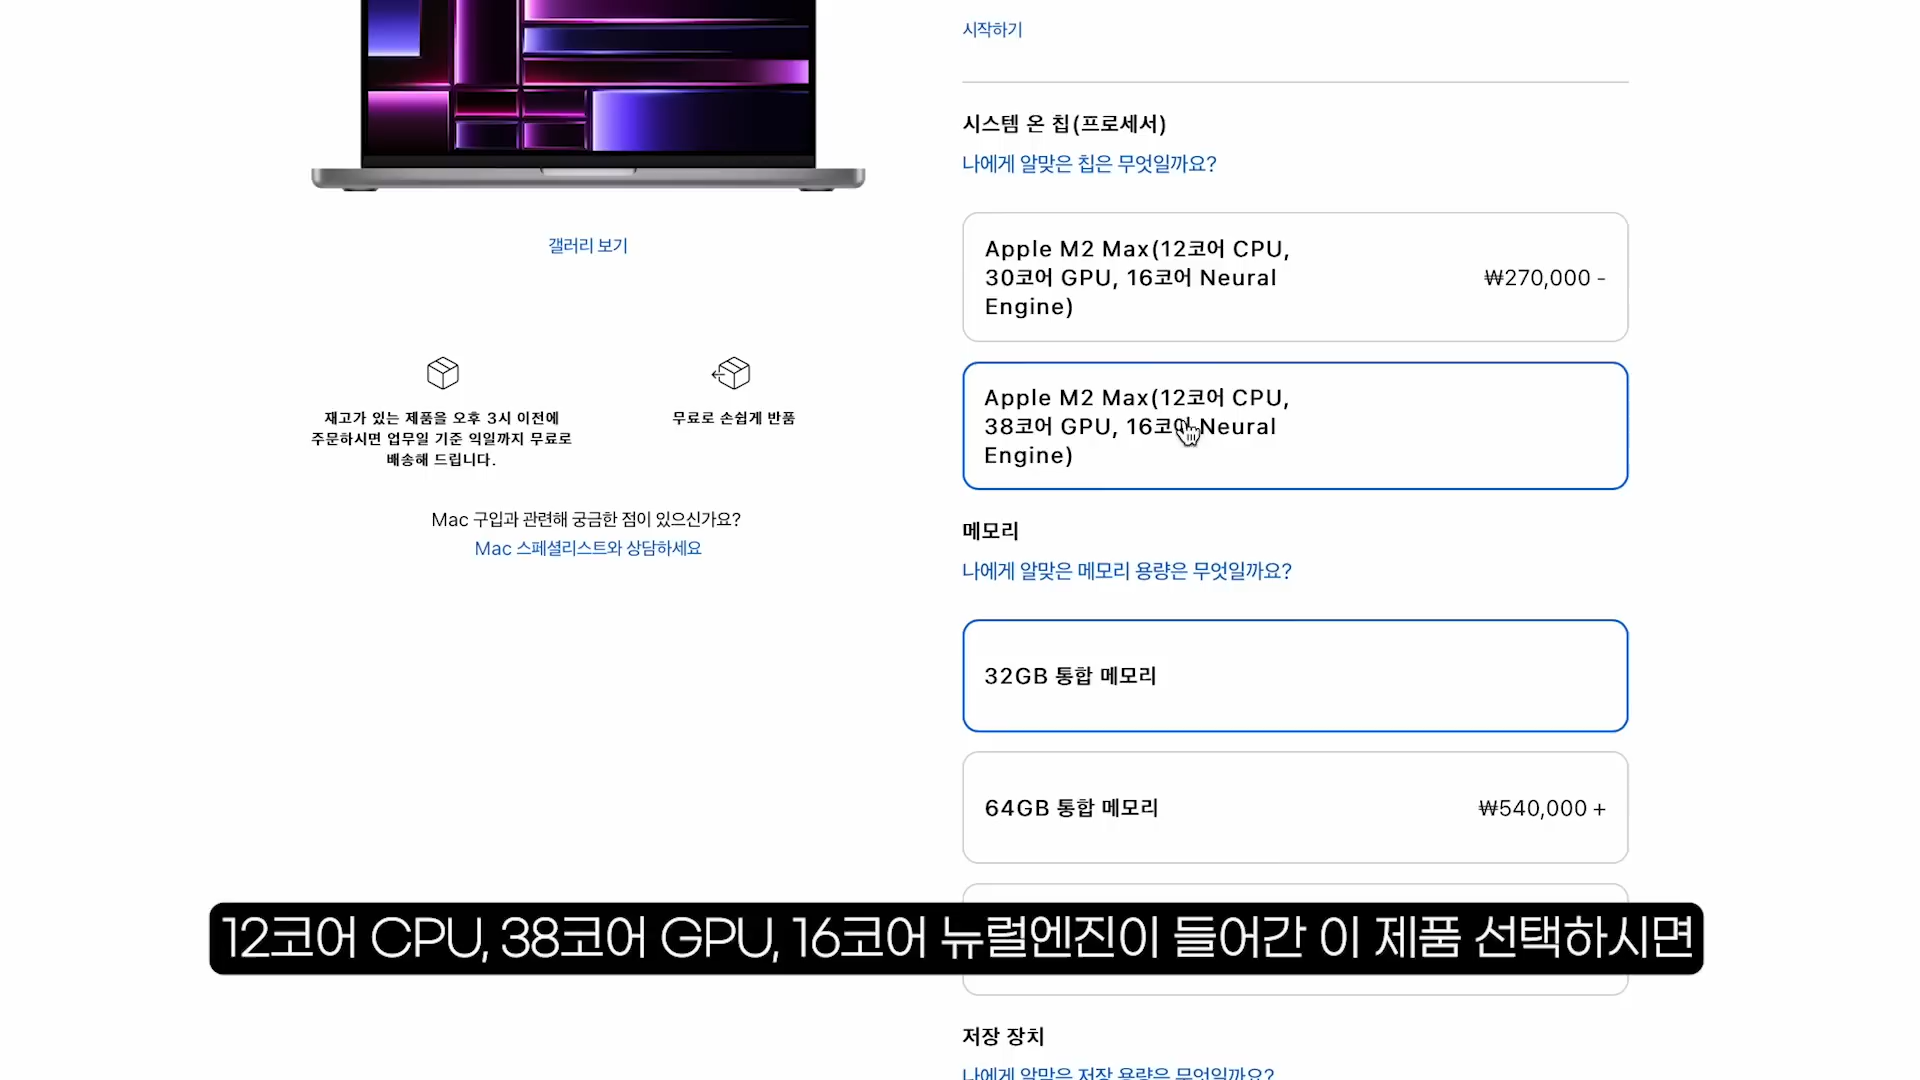 시작하기
시스템 온 칩(프로세서)
나에게 알맞은 칩은 무엇일까요?
Apple M2 Max(12코어 CPU,
30코어 GPU, 16코어 Neural
Engine)
₩270,000 -
갤러리 보기
재고가 있는 제품을 오후 3시 이전에
주문하시면 업무일 기준 익일까지 무료로
배송해 드립니다.
무료로 손쉽게 반품
Mac 구입과 관련해 궁금한 점이 있으신가요?
Mac 스페셜리스트와 상담하세요
Apple M2 Max(12코어 CPU,
38코어 GPU, 16코어 Neural
Engine)
메모리
나에게 알맞은 메모리 용량은 무엇일까요?
32GB 통합 메모리
64GB 통합 메모리
₩540,000 +
12코어 CPU, 38코어 GPU, 16코어 뉴럴엔진이 들어간 이 제품 선택하시면
저장 장치
나에게 알맞은 저장 용량은 무엇일까요?